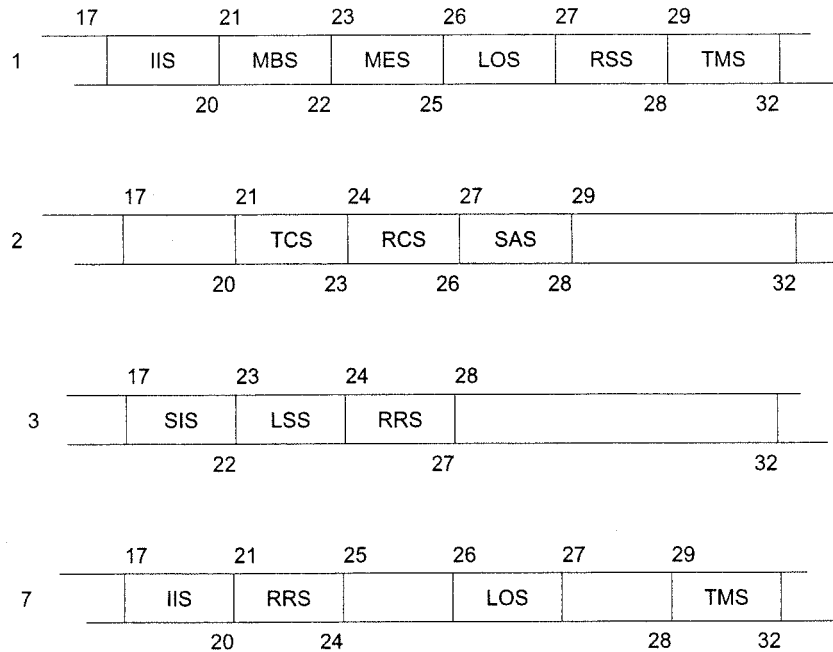 17 21 23 26 27 29
1 IIS MBS MES LOS RSS TMS
20 22 25 28 32
17 21 24 27 29
2 TCS RCS SAS
20 23 26 28 32
17 23 24 28
3 SIS LSS RRS
22 27 32
17 21 25 26 27 29
7 IIS RRS LOS TMS
20 24 28 32